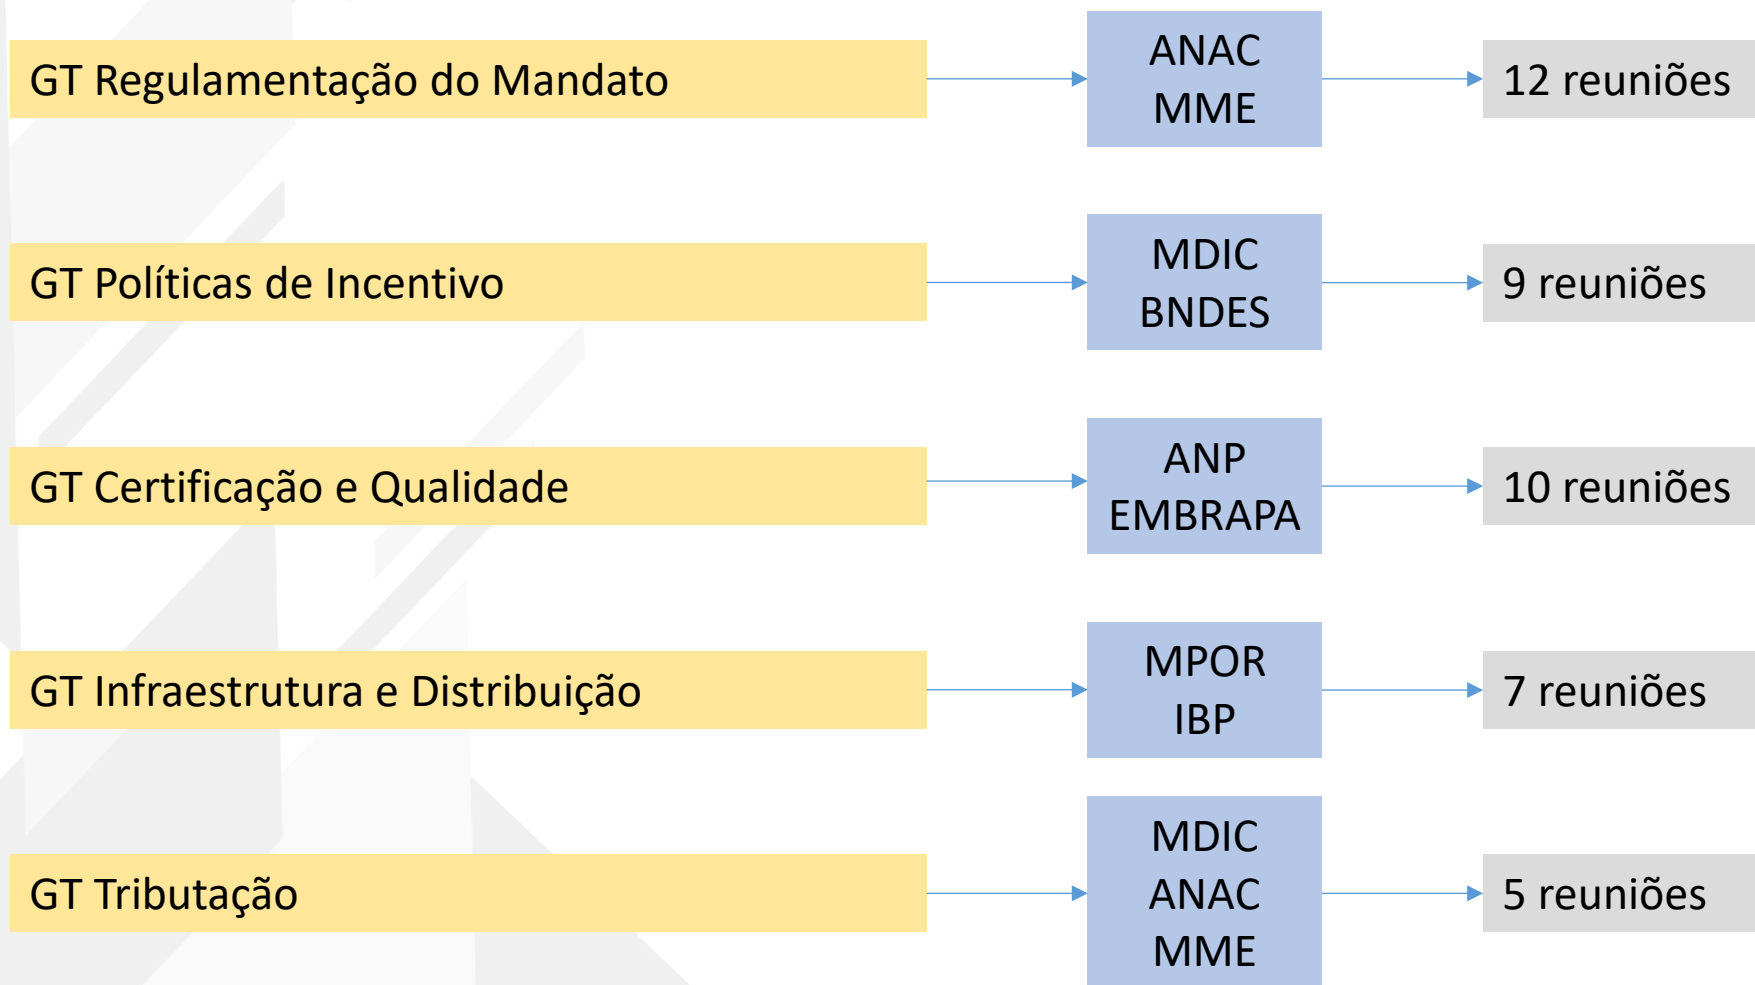 GT Regulamentação do Mandato
ANAC
MME
12 reuniões
GT Políticas de Incentivo
MDIC
BNDES
9 reuniões
GT Certificação e Qualidade
ANP
EMBRAPA
10 reuniões
GT Infraestrutura e Distribuição
MPOR
IBP
7 reuniões
GT Tributação
MDIC
ANAC
MME
5 reuniões